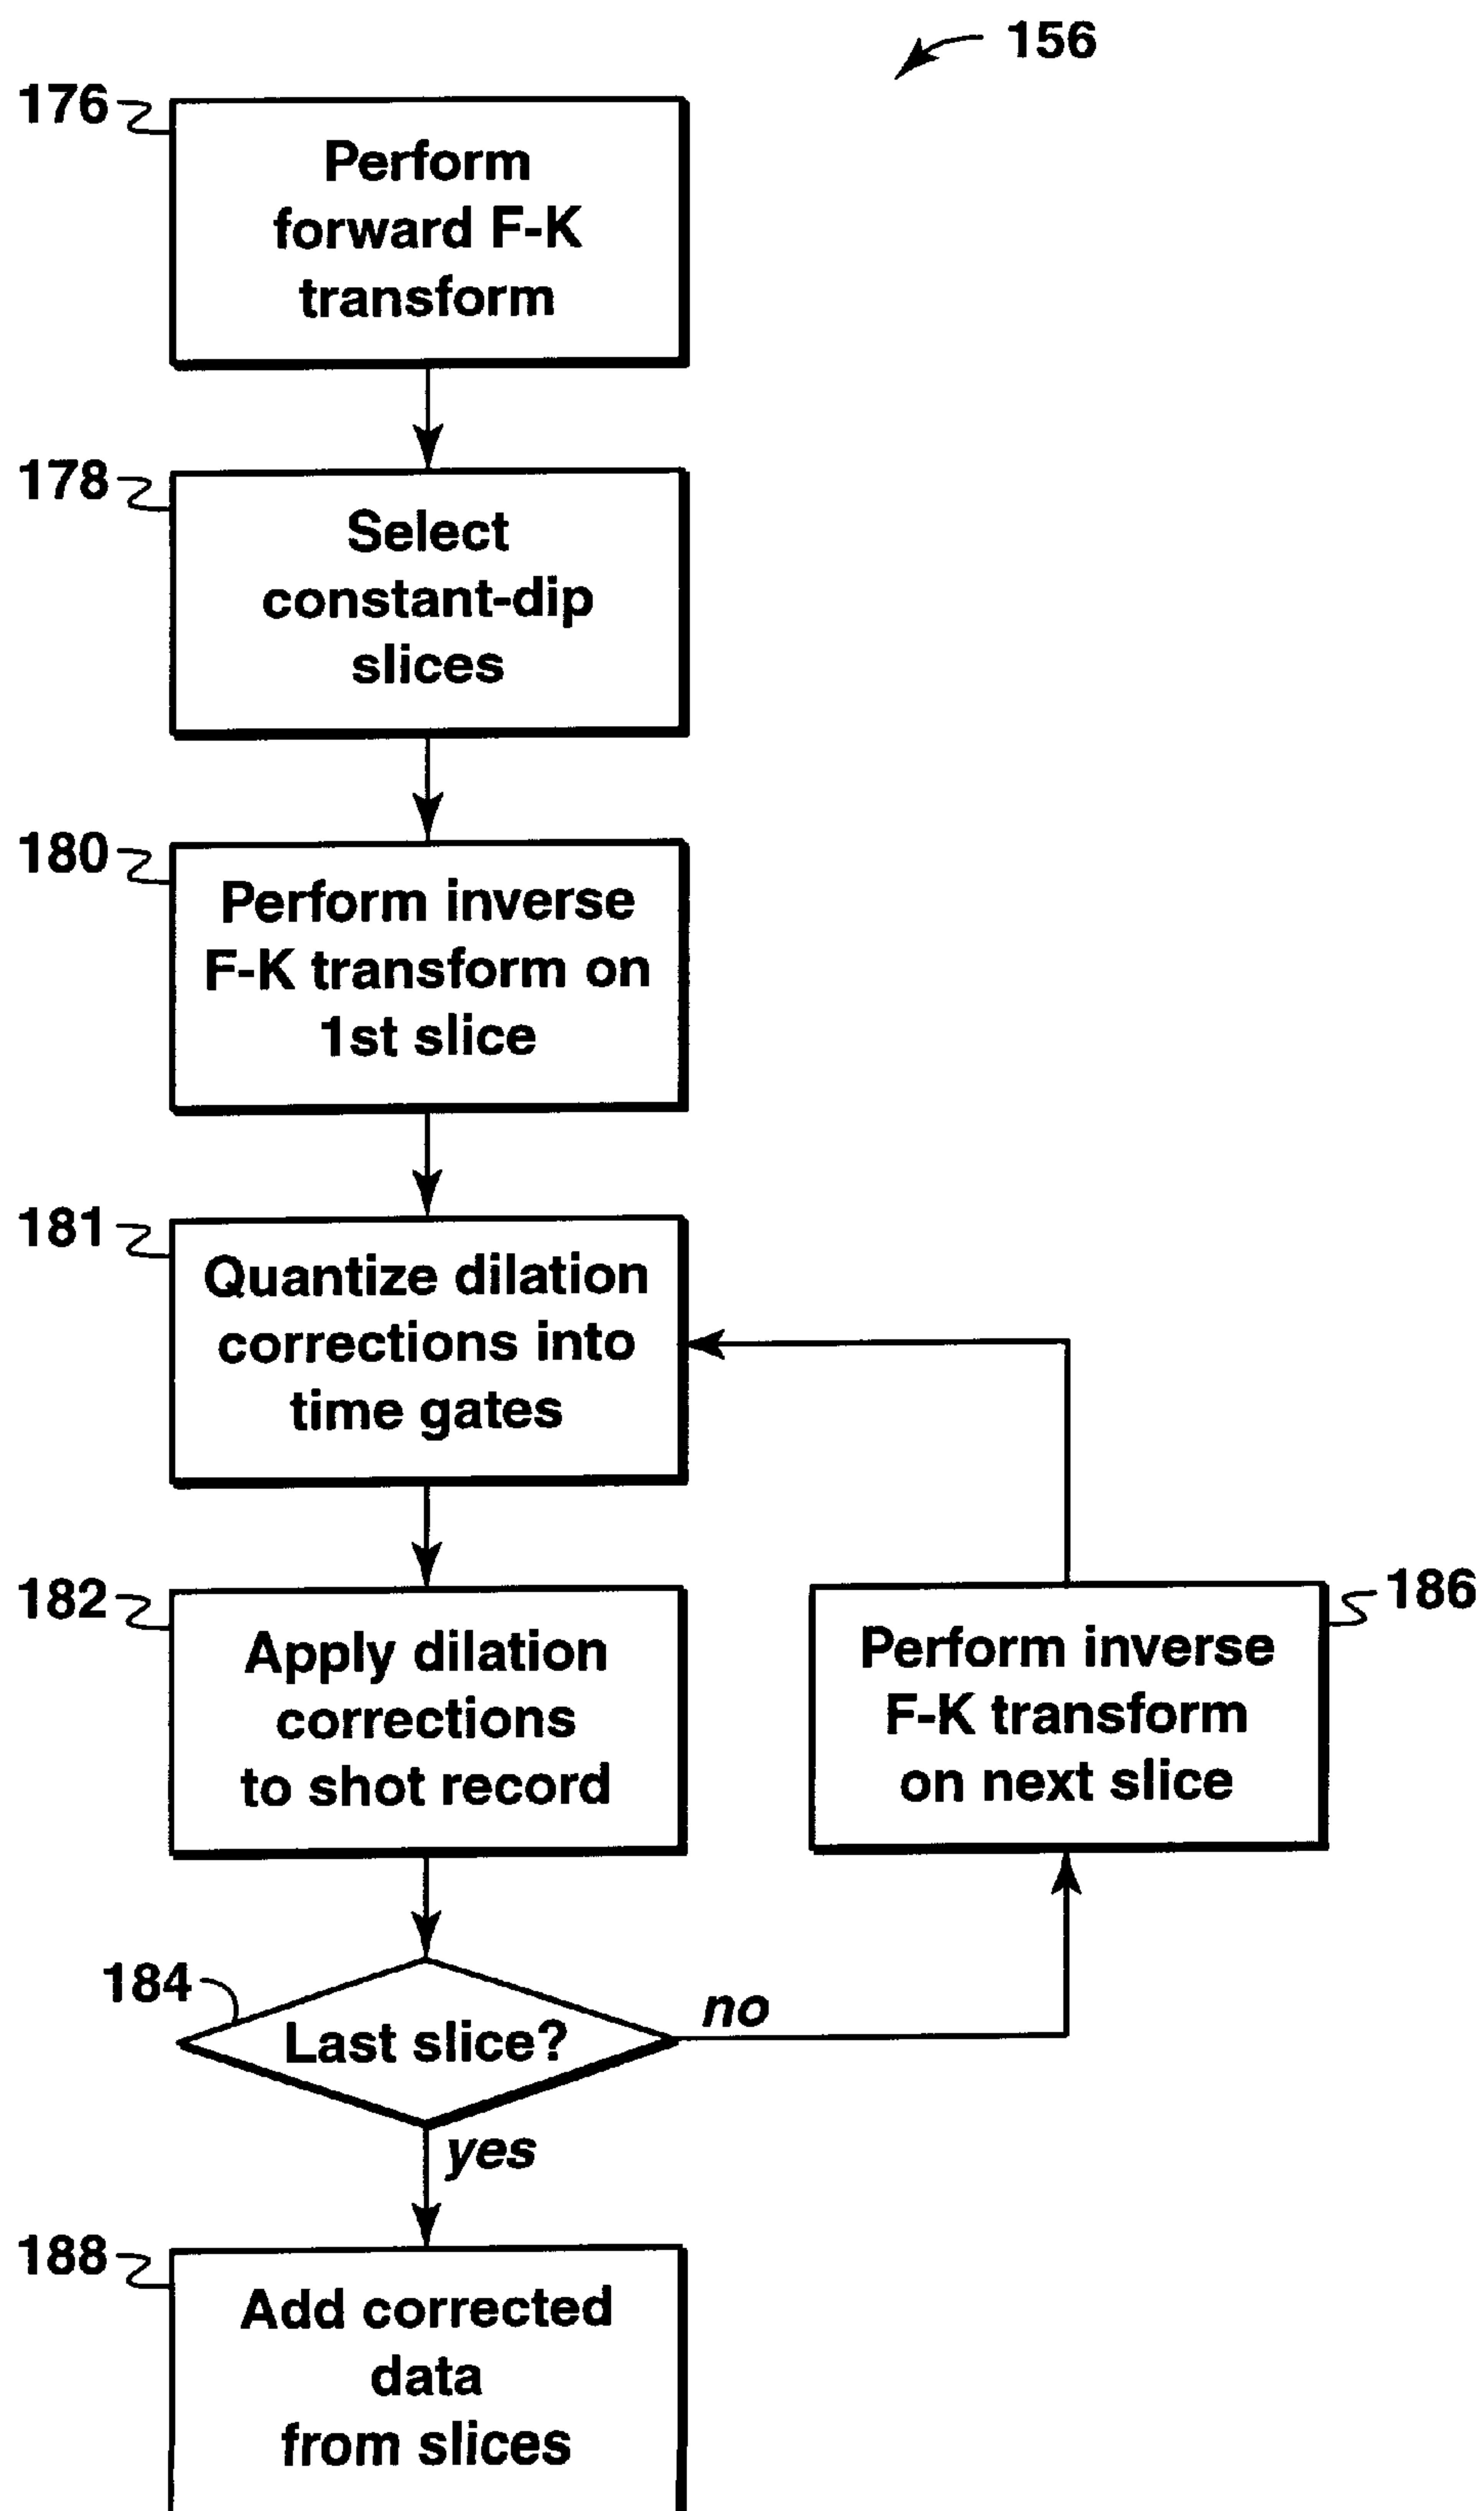 156
176
Perform
forward F-K
transform
178
Select
constant-dip
slices
180
Perform inverse
F-K transform on
1st slice
181
Quantize dilation
corrections into
time gates
182
Apply dilation
corrections
to shot record
186
Perform inverse
F-K transform
on next slice
184
Last slice?
no
yes
188
Add corrected
data
from slices